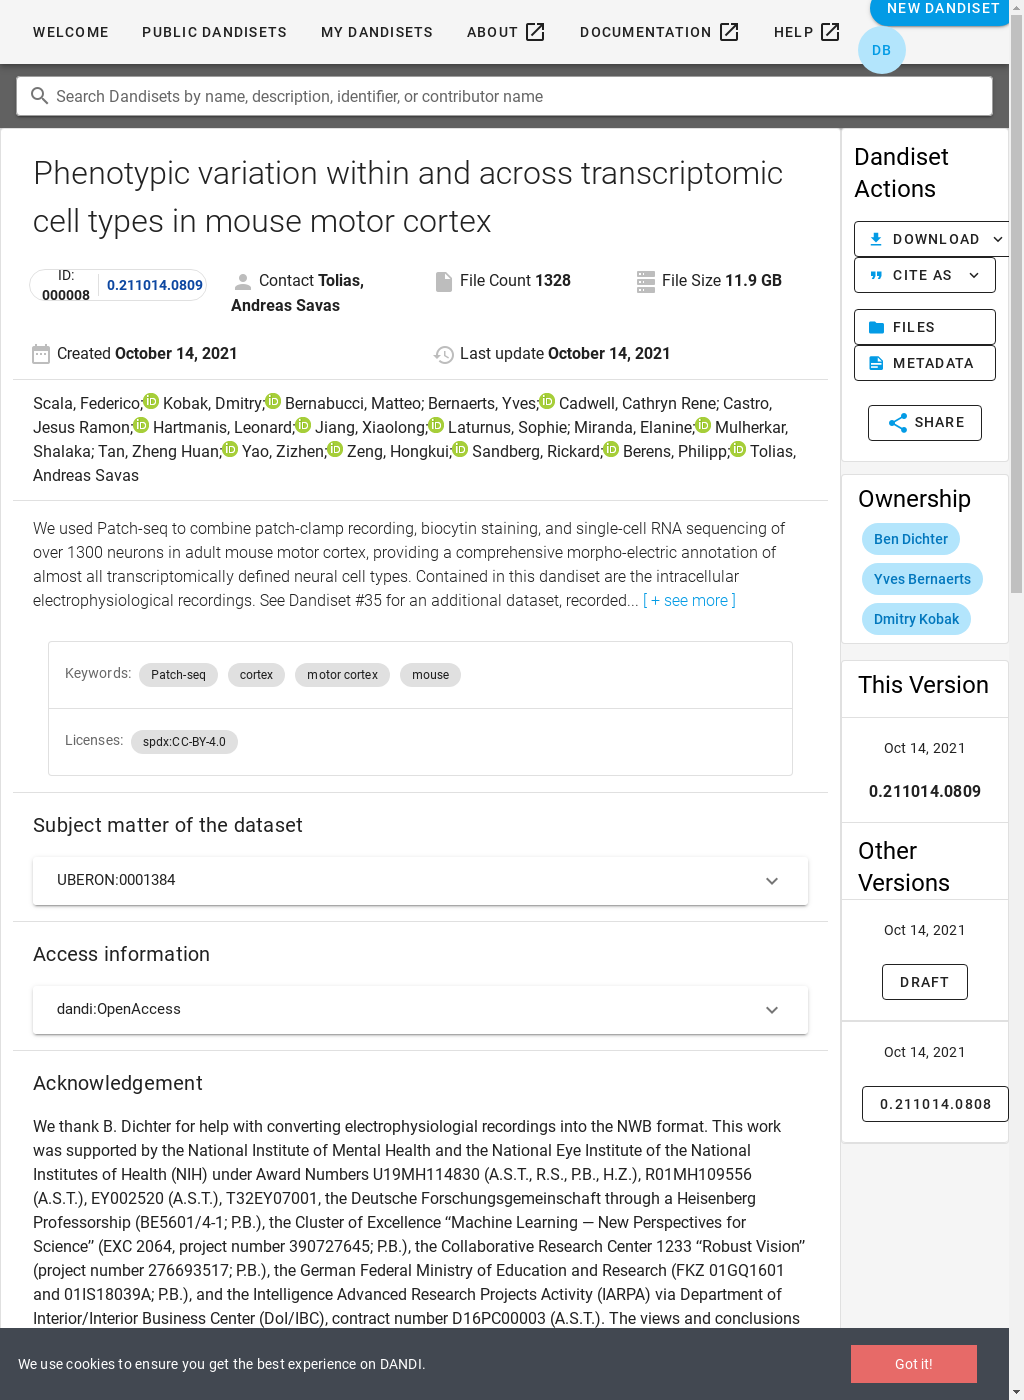 WELCOME
PUBLIC DANDISETS
MY DANDISETS
ABOUT
DOCUMENTATION
HELP
NEW DANDISET
DB
Search Dandisets by name, description, identifier, or contributor name
Phenotypic variation within and across transcriptomic
cell types in mouse motor cortex
ID:
000008
0.211014.0809
Contact Tolias,
Andreas Savas
File Count 1328
File Size 11.9 GB
Created October 14, 2021
Last update October 14, 2021
Scala, Federico; Kobak, Dmitry; Bernabucci, Matteo; Bernaerts, Yves; Cadwell, Cathryn Rene; Castro,
Jesus Ramon; Hartmanis, Leonard; Jiang, Xiaolong; Laturnus, Sophie; Miranda, Elanine; Mulherkar,
Shalaka; Tan, Zheng Huan; Yao, Zizhen; Zeng, Hongkui; Sandberg, Rickard; Berens, Philipp; Tolias,
Andreas Savas
We used Patch-seq to combine patch-clamp recording, biocytin staining, and single-cell RNA sequencing of
over 1300 neurons in adult mouse motor cortex, providing a comprehensive morpho-electric annotation of
almost all transcriptomically defined neural cell types. Contained in this dandiset are the intracellular
electrophysiological recordings. See Dandiset #35 for an additional dataset, recorded... [ + see more ]
Keywords: Patch-seq cortex motor cortex mouse
Licenses: spdx:CC-BY-4.0
Subject matter of the dataset
UBERON:0001384
Access information
dandi:OpenAccess
Acknowledgement
We thank B. Dichter for help with converting electrophysiologial recordings into the NWB format. This work
was supported by the National Institute of Mental Health and the National Eye Institute of the National
Institutes of Health (NIH) under Award Numbers U19MH114830 (A.S.T., R.S., P.B., H.Z.), R01MH109556
(A.S.T.), EY002520 (A.S.T.), T32EY07001, the Deutsche Forschungsgemeinschaft through a Heisenberg
Professorship (BE5601/4-1; P.B.), the Cluster of Excellence “Machine Learning — New Perspectives for
Science” (EXC 2064, project number 390727645; P.B.), the Collaborative Research Center 1233 “Robust Vision”
(project number 276693517; P.B.), the German Federal Ministry of Education and Research (FKZ 01GQ1601
and 01IS18039A; P.B.), and the Intelligence Advanced Research Projects Activity (IARPA) via Department of
Interior/Interior Business Center (DoI/IBC), contract number D16PC00003 (A.S.T.). The views and conclusions
Dandiset
Actions
DOWNLOAD
CITE AS
FILES
METADATA
SHARE
Ownership
Ben Dichter
Yves Bernaerts
Dmitry Kobak
This Version
Oct 14, 2021
0.211014.0809
Other
Versions
Oct 14, 2021
DRAFT
Oct 14, 2021
0.211014.0808
We use cookies to ensure you get the best experience on DANDI.
Got it!